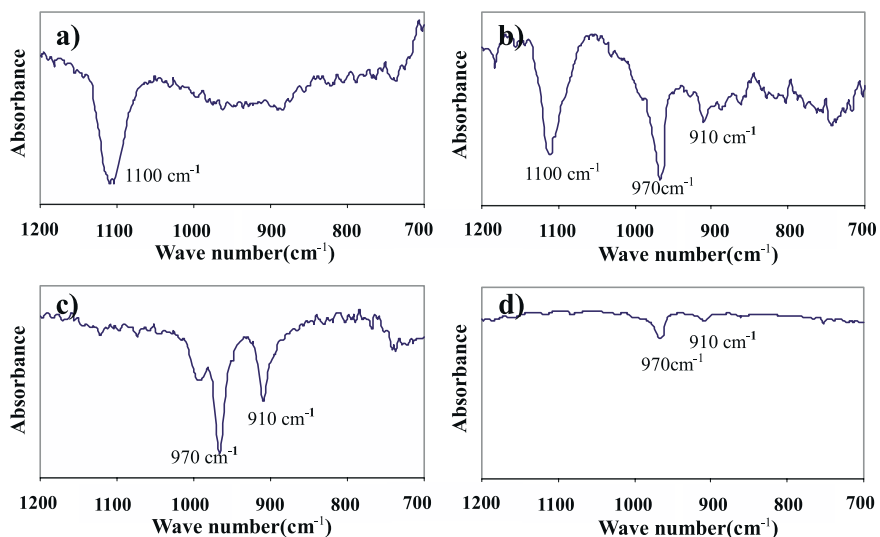 a)
Absorbance
1100 cm⁻¹
1200 1100 1000 900 800 700
Wave number(cm⁻¹)
b)
Absorbance
1100 cm⁻¹
970cm⁻¹
910 cm⁻¹
1200 1100 1000 900 800 700
Wave number(cm⁻¹)
c)
Absorbance
970 cm⁻¹
910 cm⁻¹
1200 1100 1000 900 800 700
Wave number(cm⁻¹)
d)
Absorbance
970cm⁻¹
910 cm⁻¹
1200 1100 1000 900 800 700
Wave number(cm⁻¹)